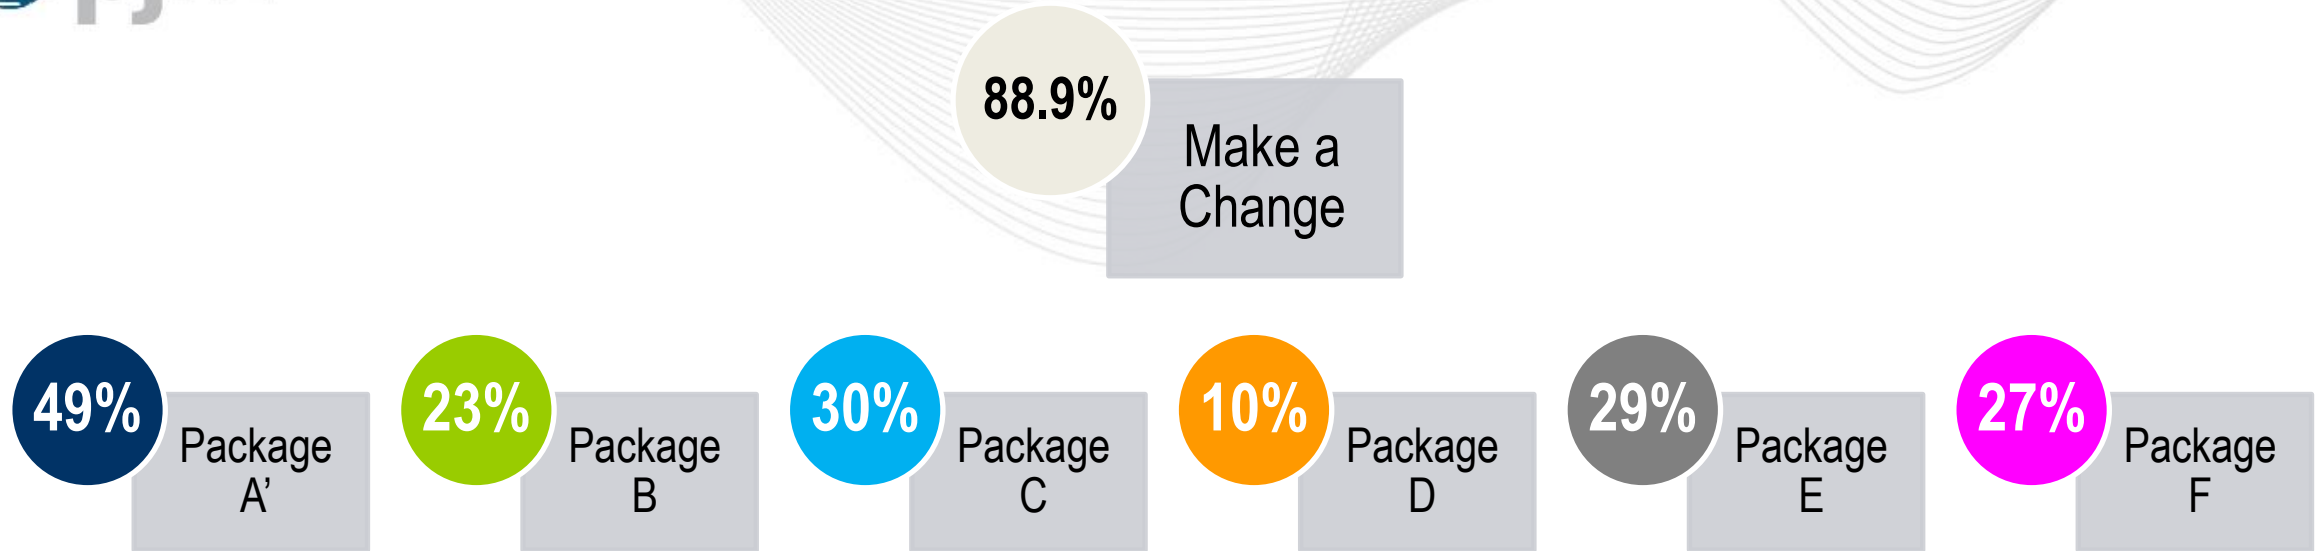 88.9%
Make a
Change
49%
Package
A’
23%
Package
B
30%
Package
C
10%
Package
D
29%
Package
E
27%
Package
F